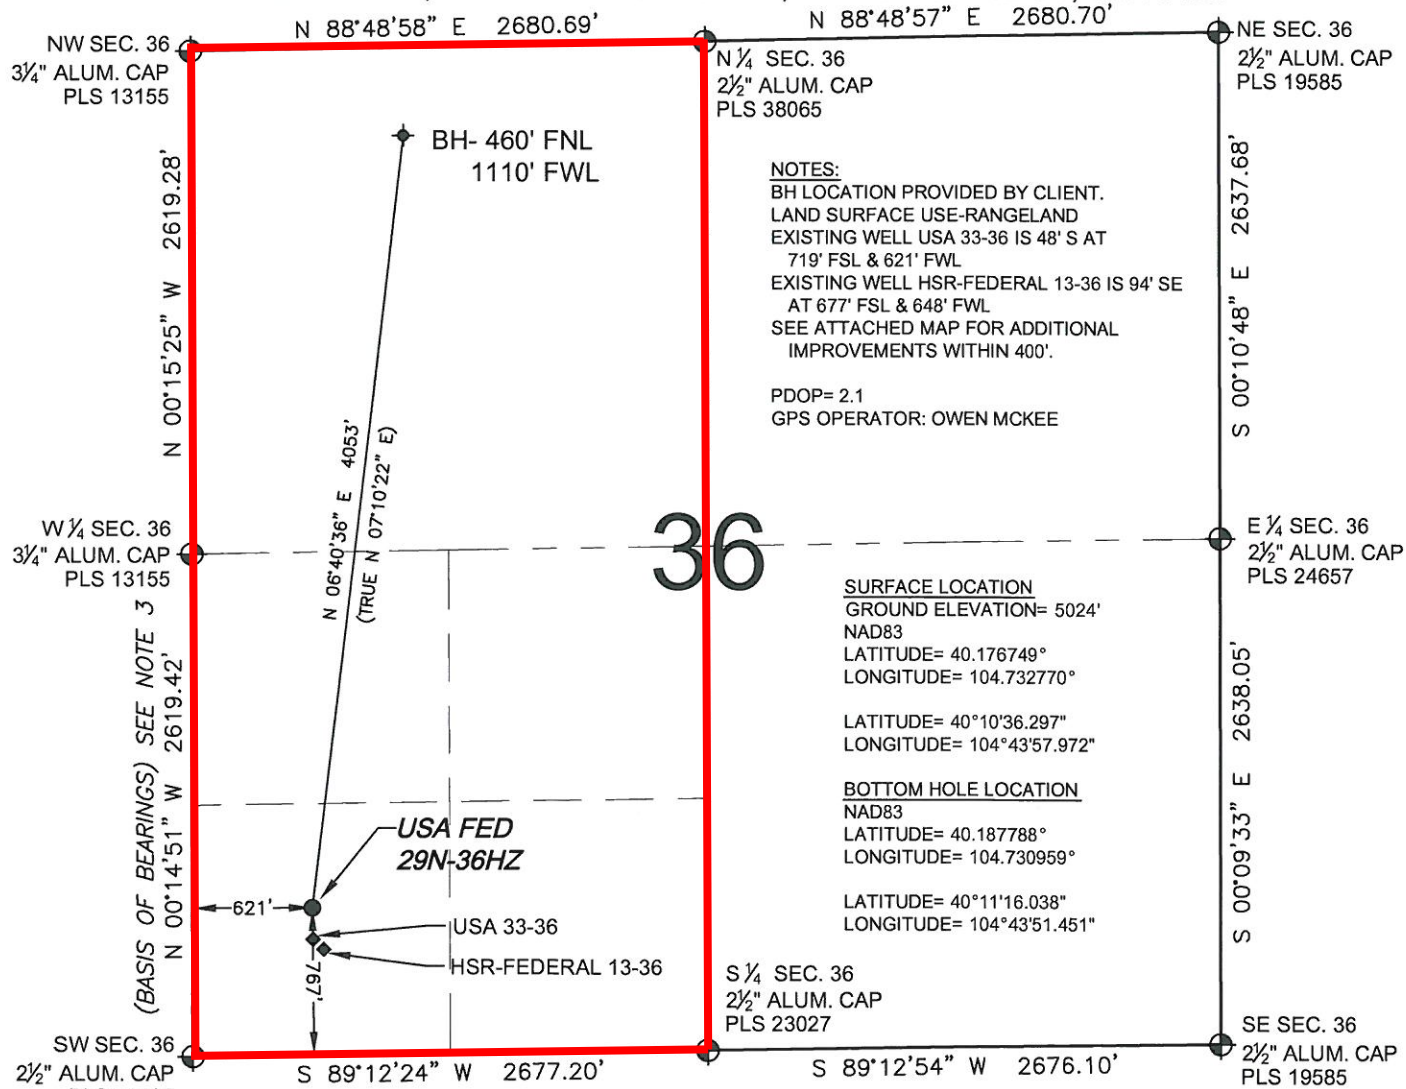 N 88°48'58" E 2680.69'
N 88°48'57" E 2680.70'
NW SEC. 36
3¼" ALUM. CAP
PLS 13155
N ¼ SEC. 36
2½" ALUM. CAP
PLS 38065
NE SEC. 36
2½" ALUM. CAP
PLS 19585
BH- 460' FNL
1110' FWL
N 00°15'25" W 2619.28'
NOTES:
BH LOCATION PROVIDED BY CLIENT.
LAND SURFACE USE-RANGELAND
EXISTING WELL USA 33-36 IS 48' S AT
719' FSL & 621' FWL
EXISTING WELL HSR-FEDERAL 13-36 IS 94' SE
AT 677' FSL & 648' FWL
SEE ATTACHED MAP FOR ADDITIONAL
IMPROVEMENTS WITHIN 400'.
PDOP= 2.1
GPS OPERATOR: OWEN MCKEE
S 00°10'48" E 2637.68'
N 06°40'36" E 4053'
(TRUE N 07°10'22" E)
W ¼ SEC. 36
3¼" ALUM. CAP
PLS 13155
36
E ¼ SEC. 36
2½" ALUM. CAP
PLS 24657
SURFACE LOCATION
GROUND ELEVATION= 5024'
NAD83
LATITUDE= 40.176749°
LONGITUDE= 104.732770°
LATITUDE= 40°10'36.297"
LONGITUDE= 104°43'57.972"
BOTTOM HOLE LOCATION
NAD83
LATITUDE= 40.187788°
LONGITUDE= 104.730959°
LATITUDE= 40°11'16.038"
LONGITUDE= 104°43'51.451"
(BASIS OF BEARINGS) SEE NOTE 3
N 00°14'51" W 2619.42'
S 00°09'33" E 2638.05'
USA FED
29N-36HZ
621'
USA 33-36
HSR-FEDERAL 13-36
767'
S ¼ SEC. 36
2½" ALUM. CAP
PLS 23027
SW SEC. 36
2½" ALUM. CAP
SE SEC. 36
2½" ALUM. CAP
PLS 19585
S 89°12'24" W 2677.20'
S 89°12'54" W 2676.10'